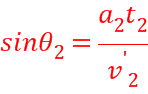 sinθ₂ = a₂t₂ / v'₂